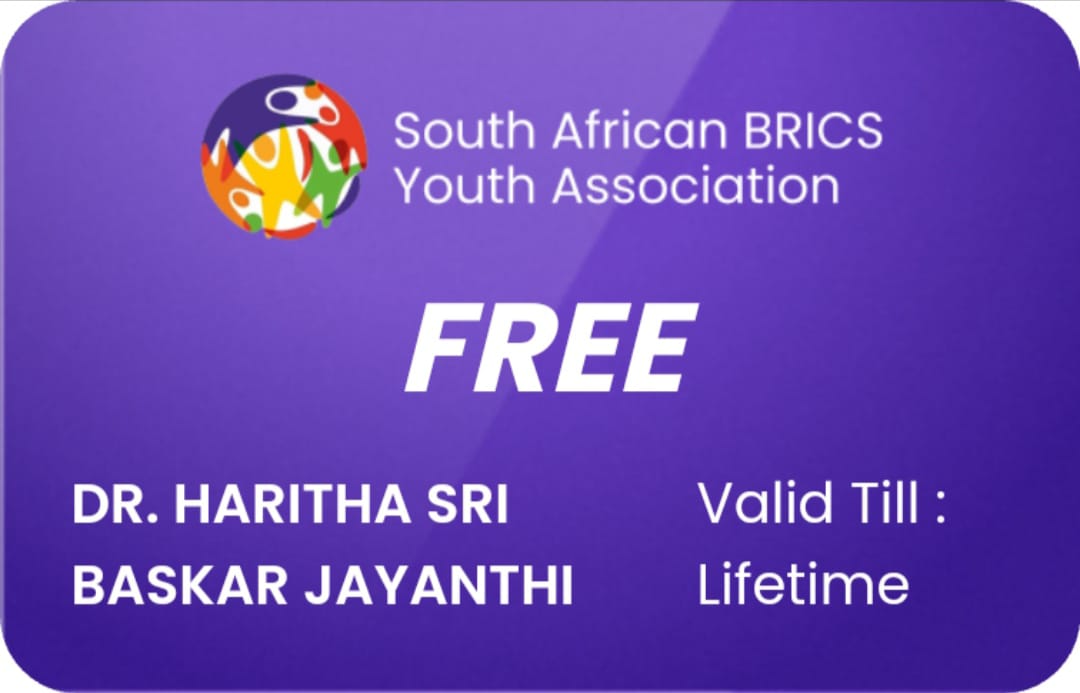 South African BRICS
Youth Association
FREE
DR. HARITHA SRI
BASKAR JAYANTHI
Valid Till :
Lifetime